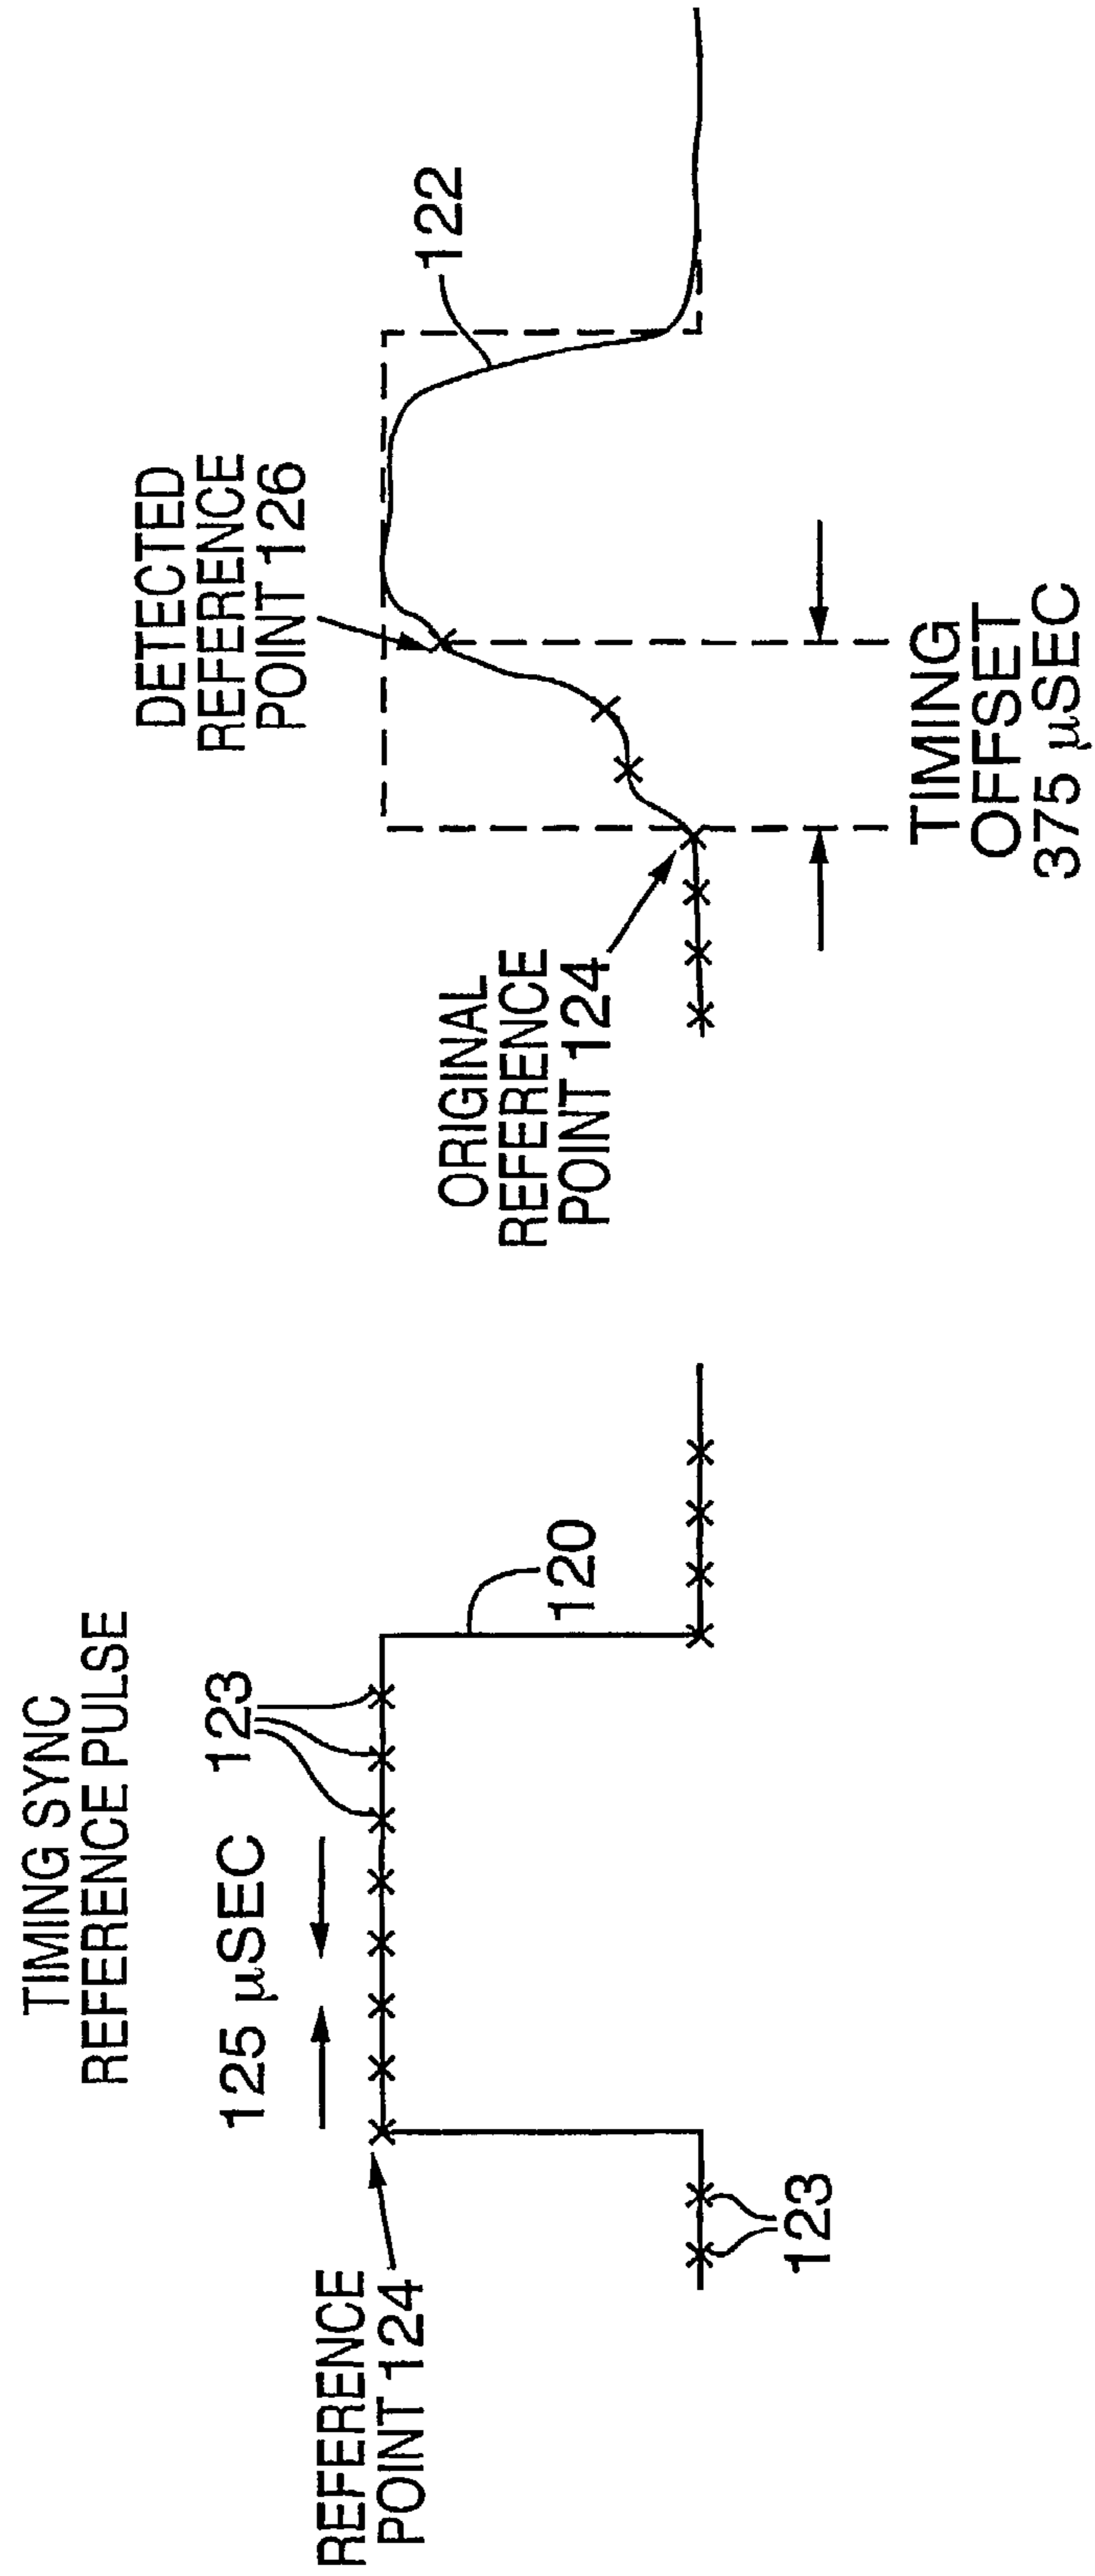 TIMING SYNC
REFERENCE PULSE
125 µSEC
123
REFERENCE
POINT 124
120
123
DETECTED
REFERENCE
POINT 126
122
ORIGINAL
REFERENCE
POINT 124
TIMING
OFFSET
375 µSEC